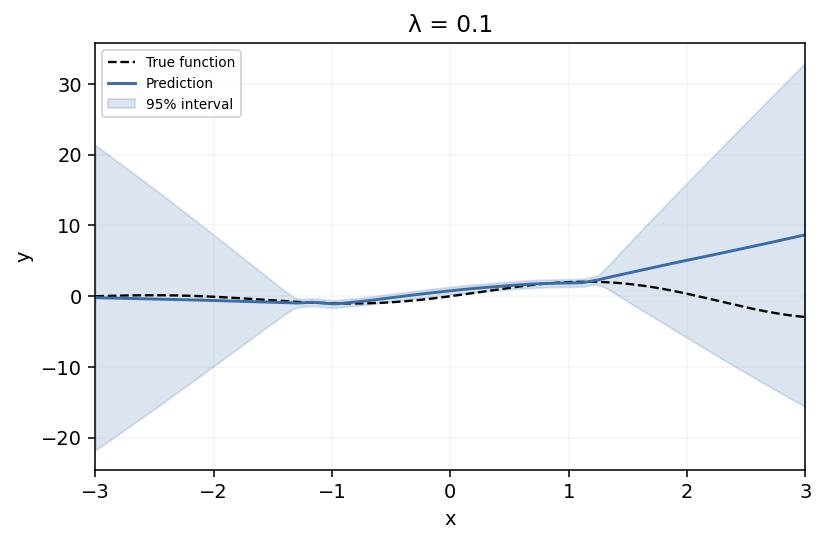 λ = 0.1
True function
Prediction
95% interval
y
30
20
10
0
−10
−20
−3
−2
−1
0
1
2
3
x